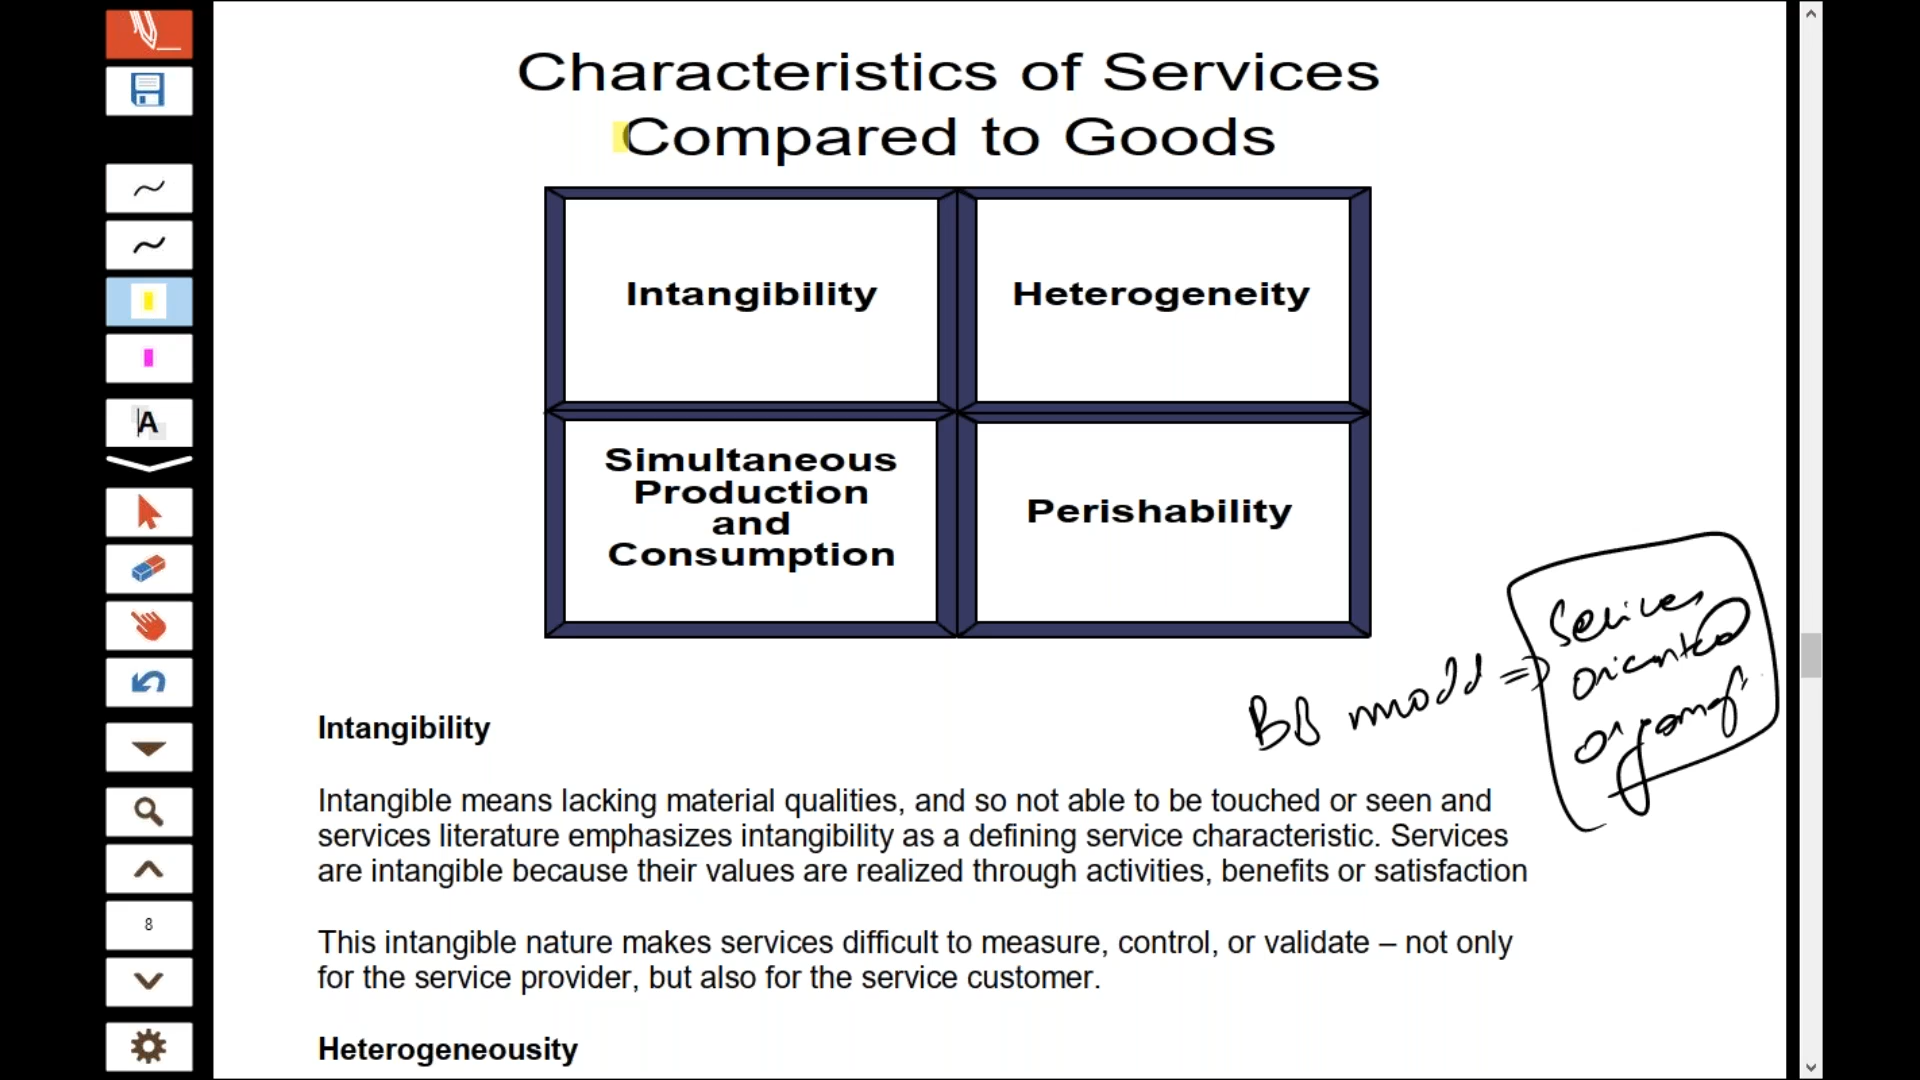 Characteristics of Services
Compared to Goods
Intangibility
Heterogeneity
Simultaneous
Production
and
Consumption
Perishability
oriented
Intangibility
Intangible means lacking material qualities, and so not able to be touched or seen and
services literature emphasizes intangibility as a defining service characteristic. Services
are intangible because their values are realized through activities, benefits or satisfaction
This intangible nature makes services difficult to measure, control, or validate – not only
for the service provider, but also for the service customer.
Heterogeneousity
A
8